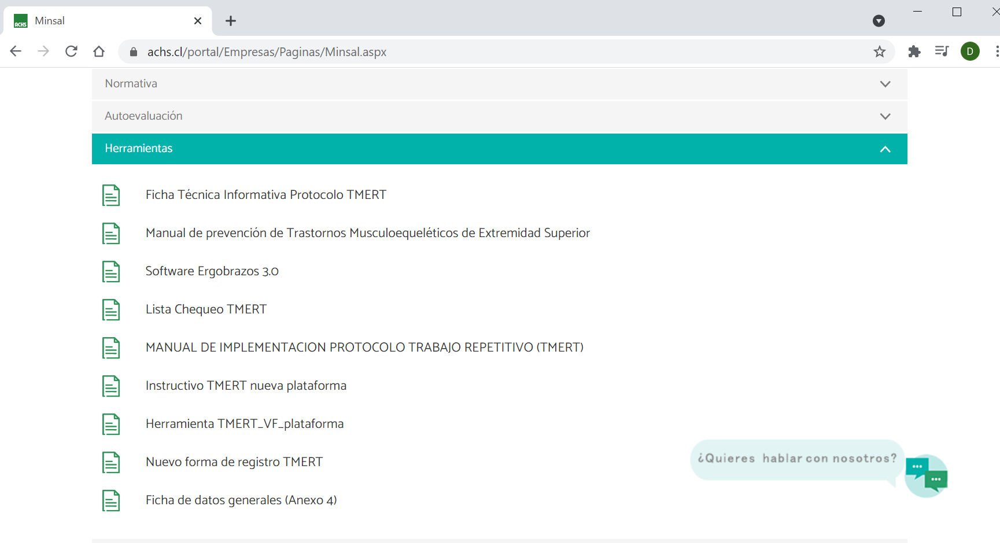 ACHS Minsal
achs.cl/portal/Empresas/Paginas/Minsal.aspx
D
Normativa
Autoevaluación
Herramientas
Ficha Técnica Informativa Protocolo TMERT
Manual de prevención de Trastornos Musculoequeléticos de Extremidad Superior
Software Ergobrazos 3.0
Lista Chequeo TMERT
MANUAL DE IMPLEMENTACION PROTOCOLO TRABAJO REPETITIVO (TMERT)
Instructivo TMERT nueva plataforma
Herramienta TMERT_VF_plataforma
Nuevo forma de registro TMERT
¿Quieres hablar con nosotros?
Ficha de datos generales (Anexo 4)